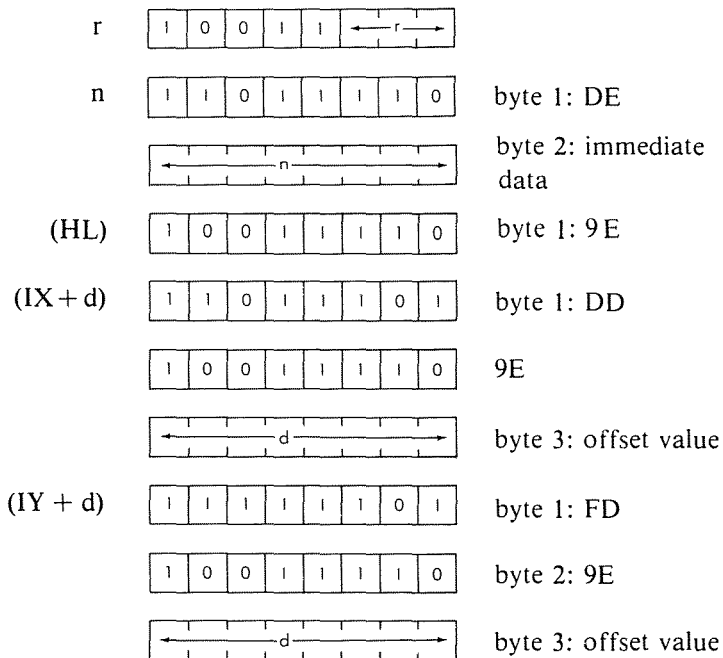 r 1 0 0 1 1 r
n 1 1 0 1 1 1 1 0 byte 1: DE
n byte 2: immediate
data
(HL) 1 0 0 1 1 1 1 0 byte 1: 9E
(IX + d) 1 1 0 1 1 1 0 1 byte 1: DD
1 0 0 1 1 1 1 0 9E
d byte 3: offset value
(IY + d) 1 1 1 1 1 1 0 1 byte 1: FD
1 0 0 1 1 1 1 0 byte 2: 9E
d byte 3: offset value